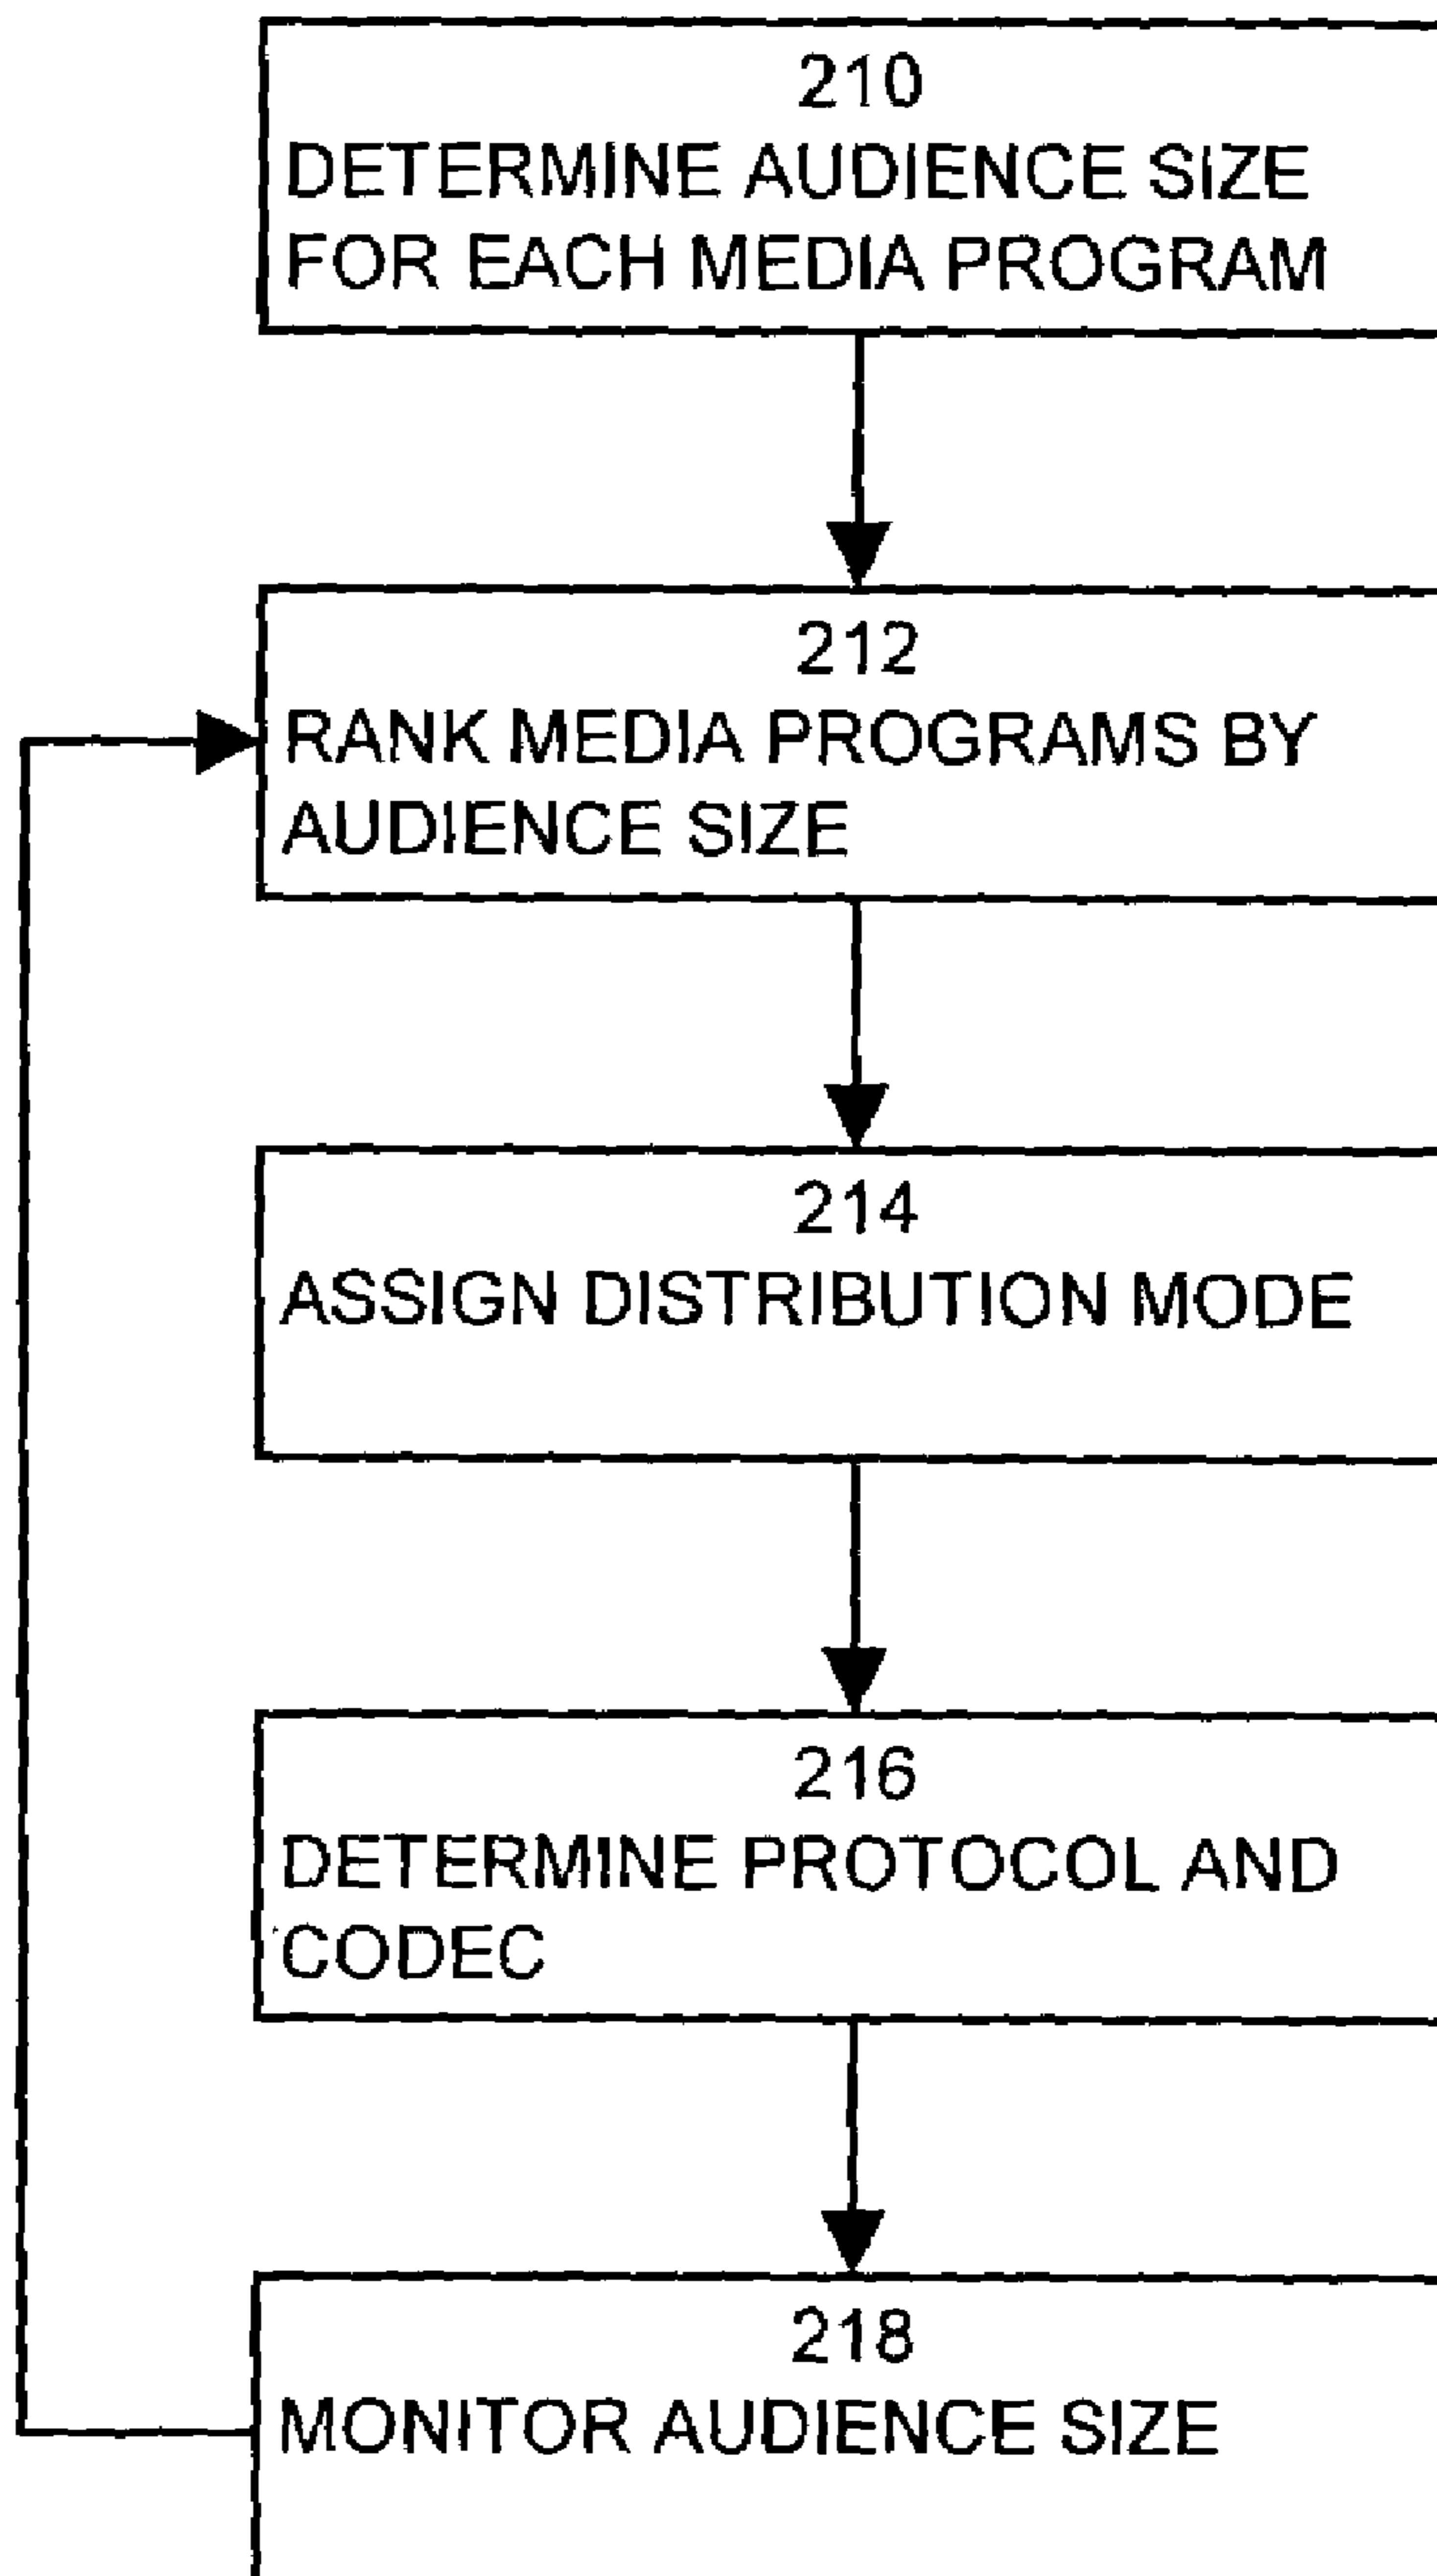 210
DETERMINE AUDIENCE SIZE
FOR EACH MEDIA PROGRAM
212
RANK MEDIA PROGRAMS BY
AUDIENCE SIZE
214
ASSIGN DISTRIBUTION MODE
216
DETERMINE PROTOCOL AND
CODEC
218
MONITOR AUDIENCE SIZE